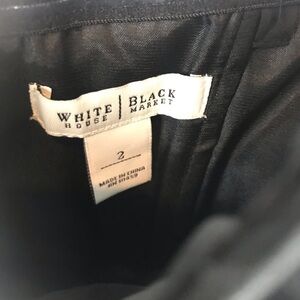 WHITE | BLACK
HOUSE | MARKET
2
MADE IN CHINA